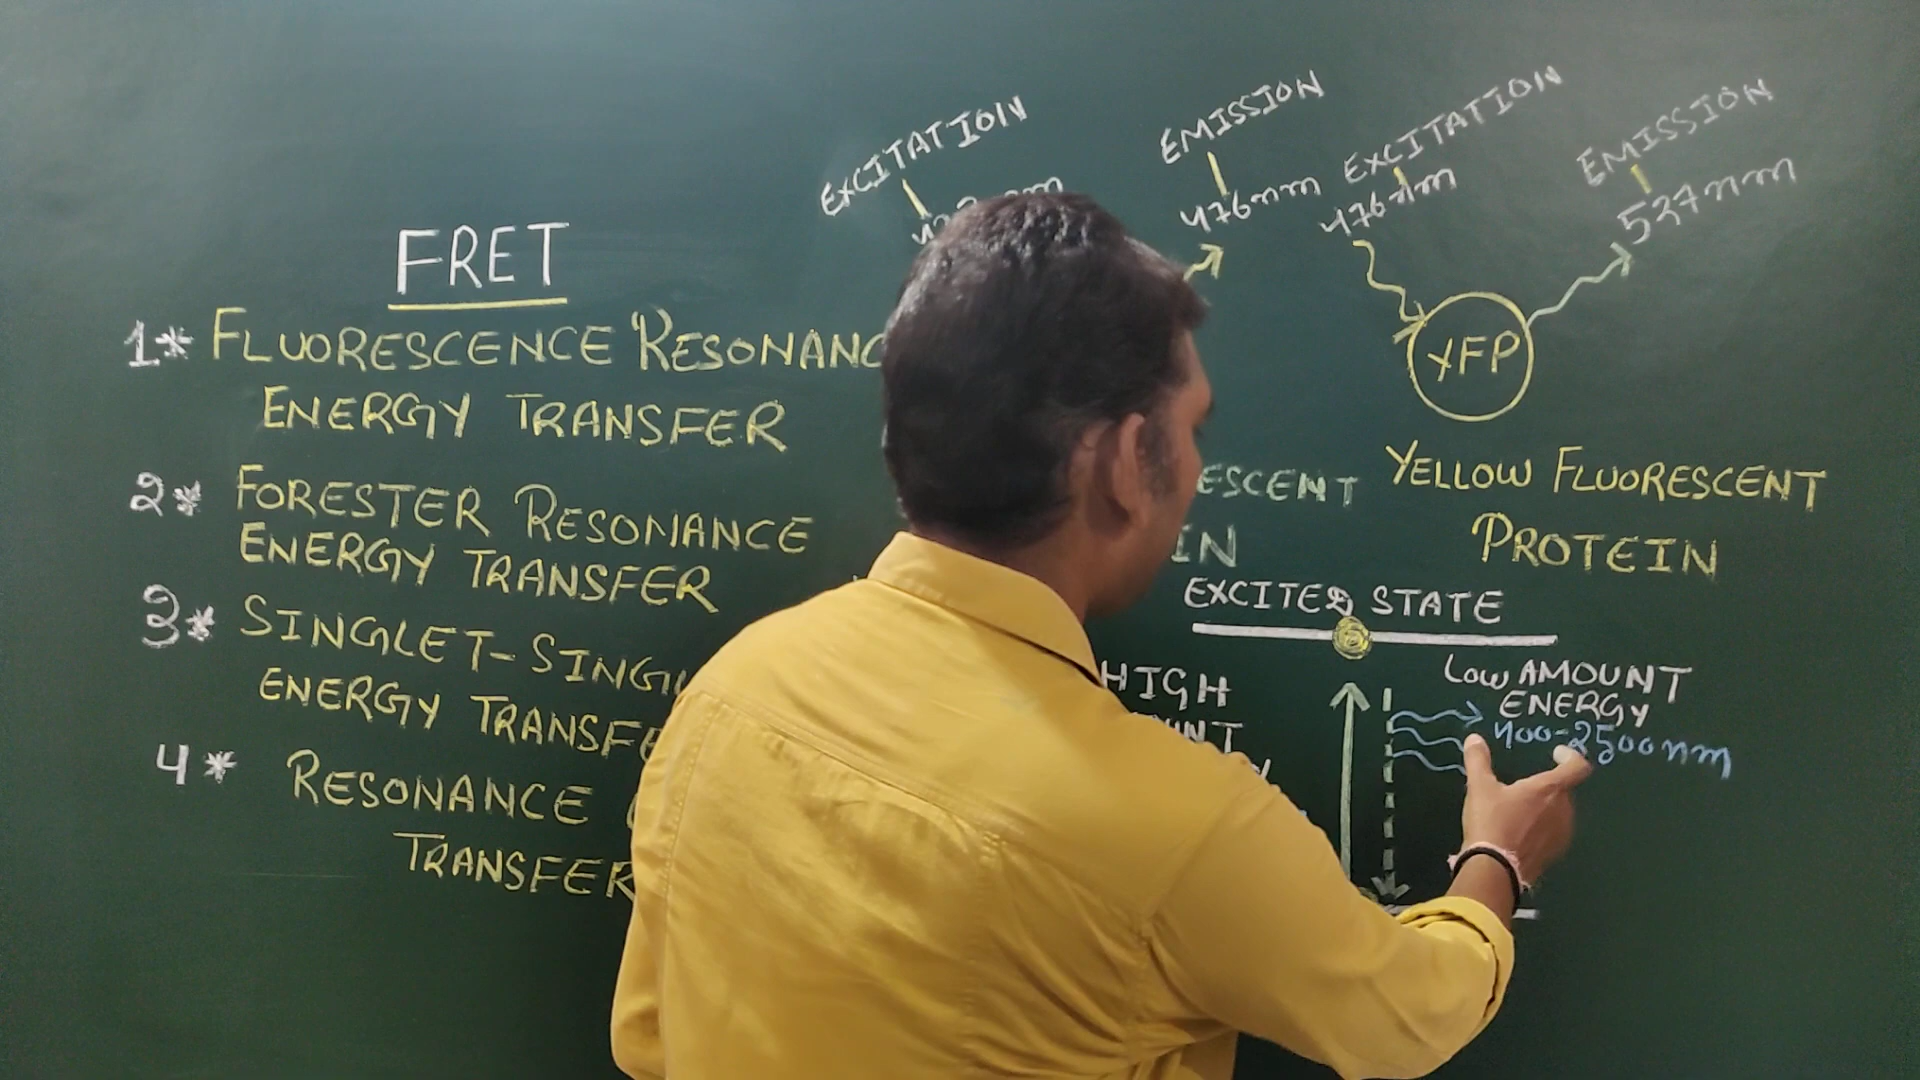 FRET
1* FLUORESCENCE RESONANC
ENERGY TRANSFER
2* FORESTER RESONANCE
ENERGY TRANSFER
3* SINGLET-SINGL
ENERGY TRANSFE
4* RESONANCE
TRANSFER
EXCITATION
EMISSION
476nm
EXCITATION
476nm
EMISSION
527nm
YFP
ESCENT
IN
YELLOW FLUORESCENT
PROTEIN
EXCITED STATE
HIGH
LOW AMOUNT
ENERGY
400-2500nm